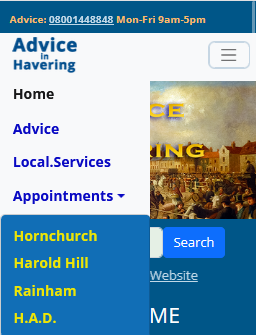 Advice: 08001448848 Mon-Fri 9am-5pm
Advice
in
Havering
Home
Advice
Local.Services
Appointments
Hornchurch
Harold Hill
Rainham
H.A.D.
CE
RING
Search
Website
ME